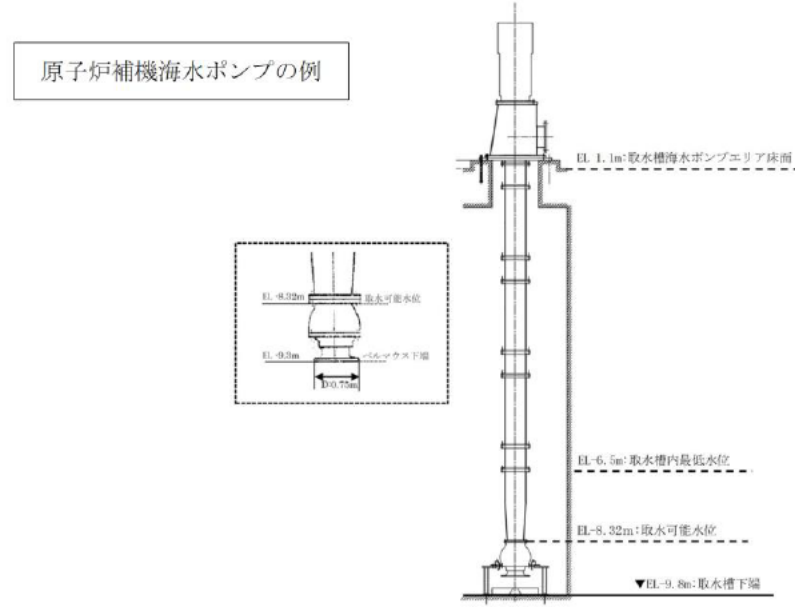 原子炉補機海水ポンプの例
EL 1.1m:取水槽海水ポンプエリア床面
EL-8.32m 取水可能水位
EL-9.3m ベルマウス下端
D:0.75m
EL-6.5m:取水槽内最低水位
EL-8.32m:取水可能水位
▼EL-9.8m:取水槽下端